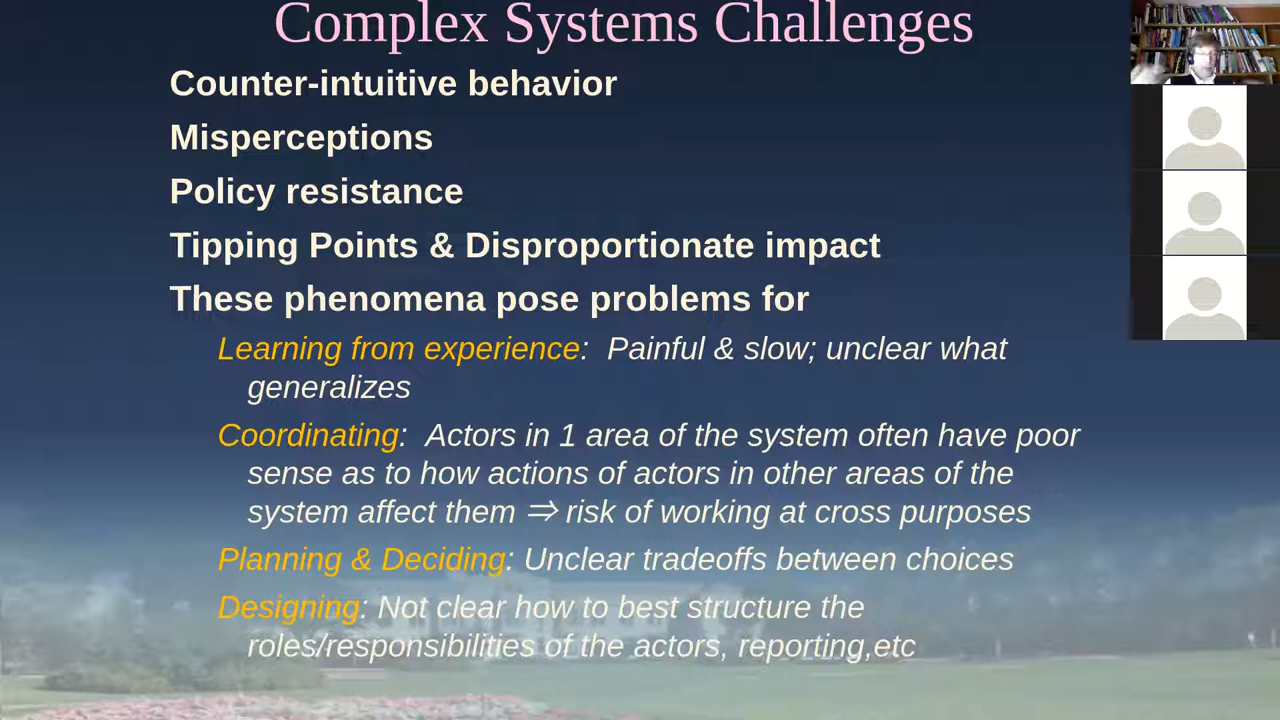 Complex Systems Challenges
Counter-intuitive behavior
Misperceptions
Policy resistance
Tipping Points & Disproportionate impact
These phenomena pose problems for
Learning from experience:  Painful & slow; unclear what
generalizes
Coordinating:  Actors in 1 area of the system often have poor
sense as to how actions of actors in other areas of the
system affect them ⇒ risk of working at cross purposes
Planning & Deciding: Unclear tradeoffs between choices
Designing: Not clear how to best structure the
roles/responsibilities of the actors, reporting,etc